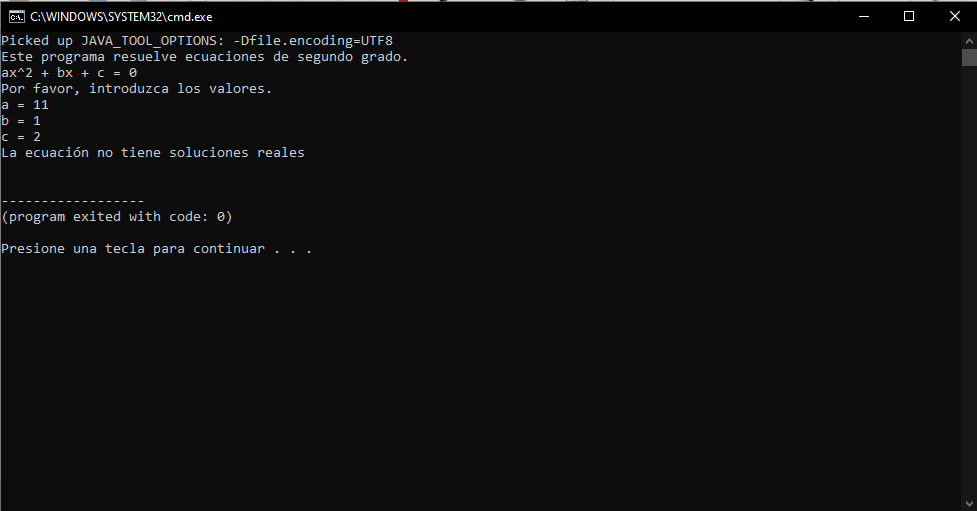 C:\WINDOWS\SYSTEM32\cmd.exe
Picked up JAVA_TOOL_OPTIONS: -Dfile.encoding=UTF8
Este programa resuelve ecuaciones de segundo grado.
ax^2 + bx + c = 0
Por favor, introduzca los valores.
a = 11
b = 1
c = 2
La ecuación no tiene soluciones reales
------------------
(program exited with code: 0)
Presione una tecla para continuar . . .